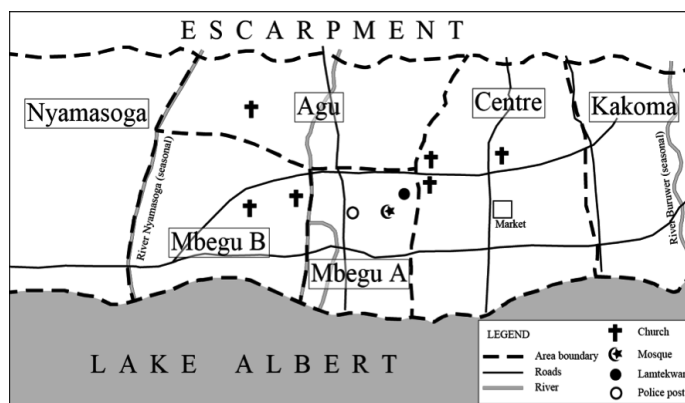 ESCARPMENT
Nyamasoga
Agu
Centre
Kakoma
River Nyamasoga (seasonal)
River Buruwer (seasonal)
Mbegu B
Mbegu A
Market
LAKE ALBERT
LEGEND
Area boundary
Roads
River
Church
Mosque
Lamtekwar
Police post